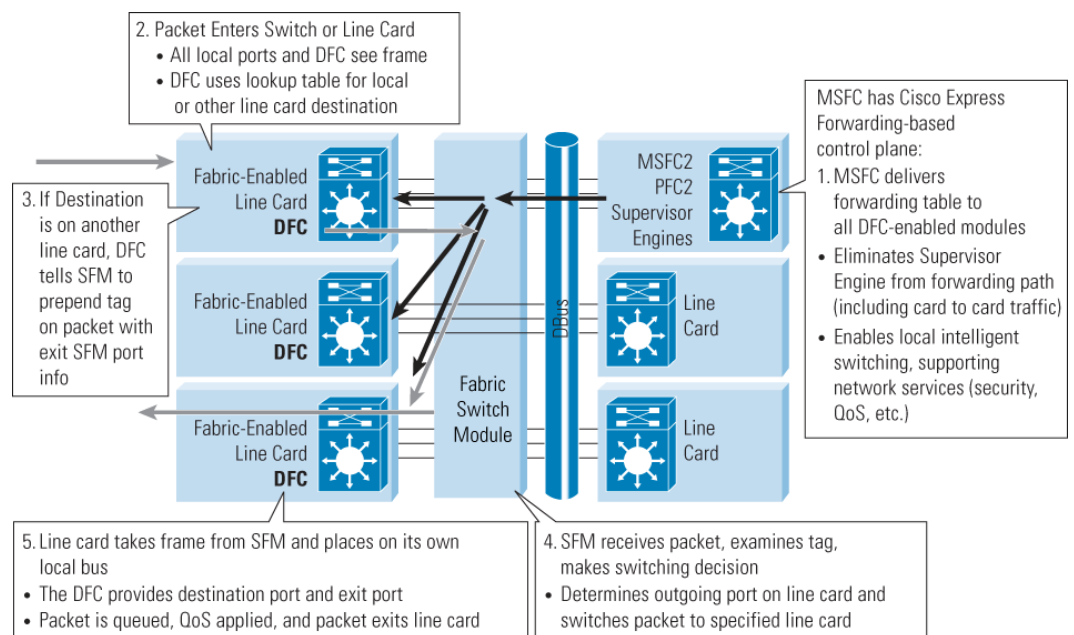 2. Packet Enters Switch or Line Card
• All local ports and DFC see frame
• DFC uses lookup table for local
or other line card destination
MSFC has Cisco Express
Forwarding-based
control plane:
1. MSFC delivers
forwarding table to
all DFC-enabled modules
• Eliminates Supervisor
Engine from forwarding path
(including card to card traffic)
• Enables local intelligent
switching, supporting
network services (security,
QoS, etc.)
3. If Destination
is on another
line card, DFC
tells SFM to
prepend tag
on packet with
exit SFM port
info
Fabric-Enabled
Line Card
DFC
MSFC2
PFC2
Supervisor
Engines
Fabric-Enabled
Line Card
DFC
DBus
Line
Card
Fabric
Switch
Module
Fabric-Enabled
Line Card
DFC
Line
Card
5. Line card takes frame from SFM and places on its own
local bus
• The DFC provides destination port and exit port
• Packet is queued, QoS applied, and packet exits line card
4. SFM receives packet, examines tag,
makes switching decision
• Determines outgoing port on line card and
switches packet to specified line card